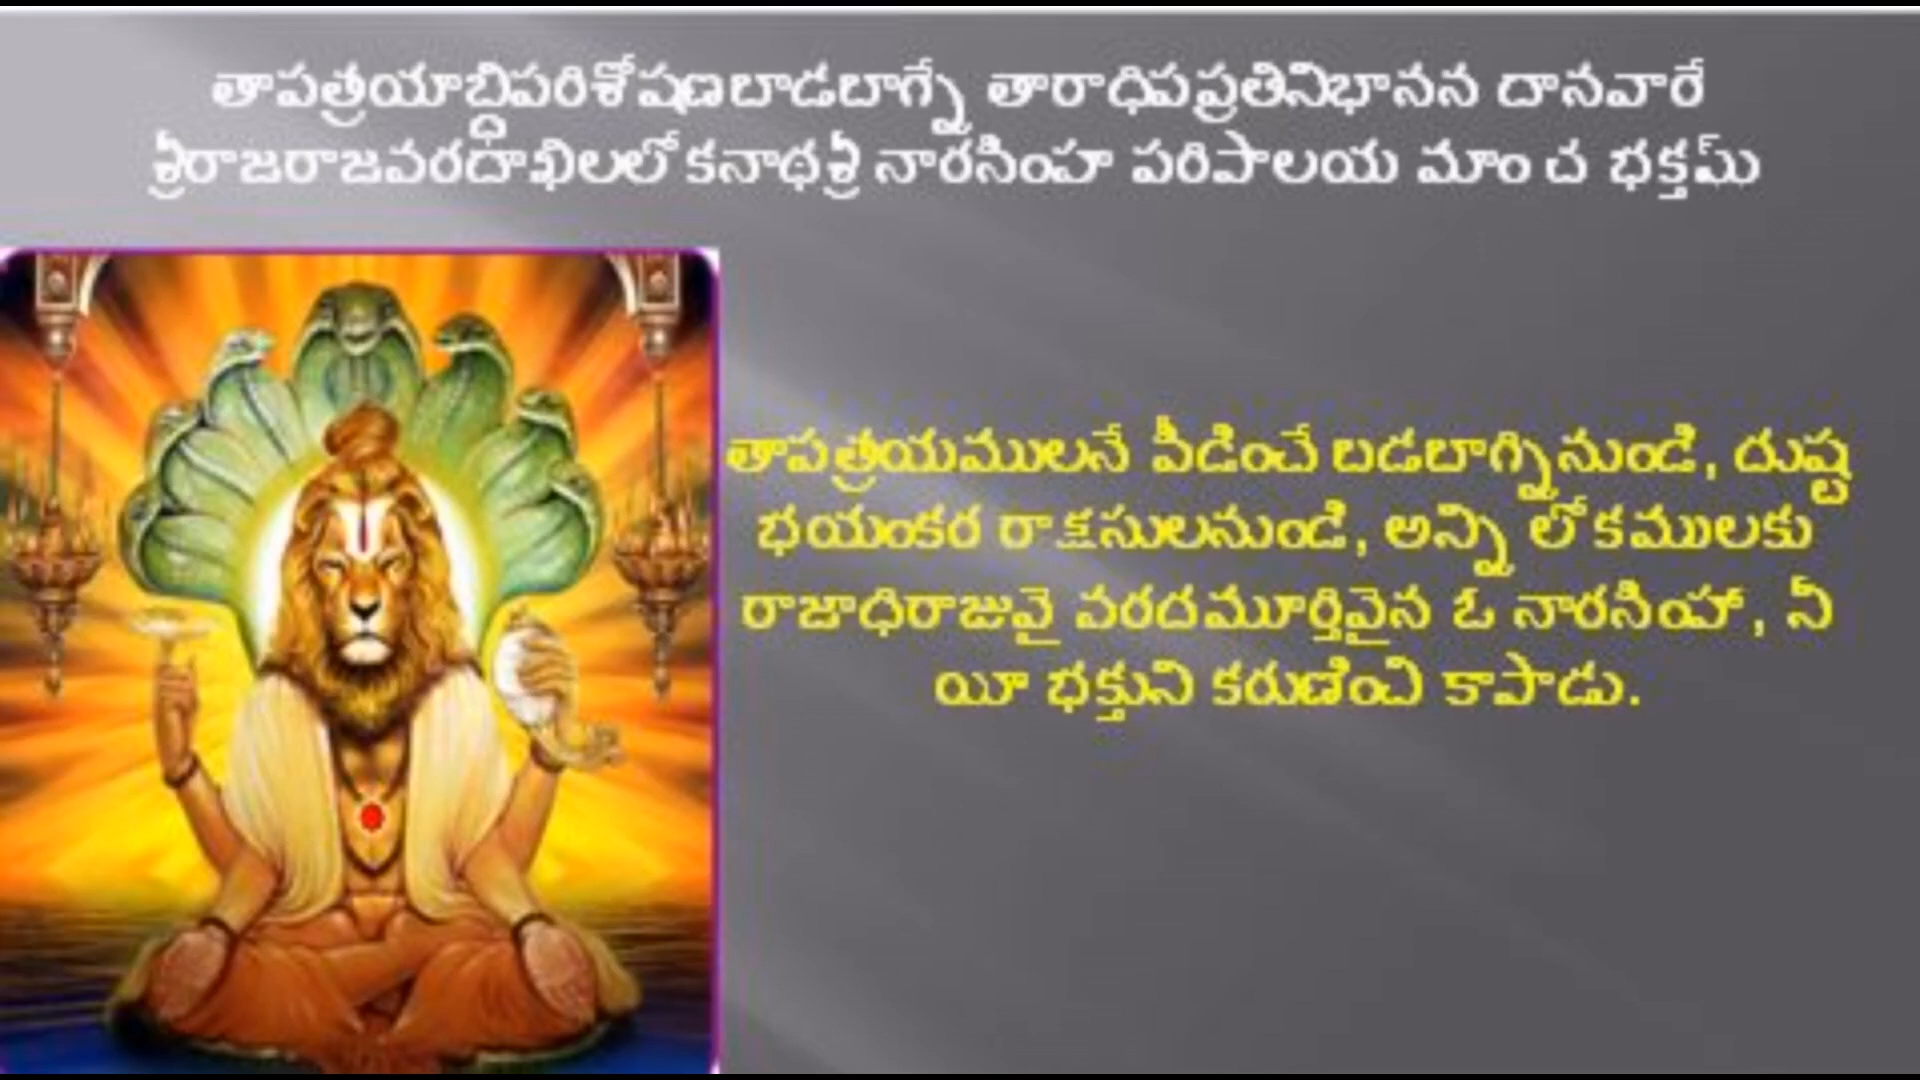 తాపత్రయాబ్ధిపరిశోషణబాడబాగ్నే తారాధిపప్రతినిభానన దానవారే
శ్రీరాజరాజవరదాఖిలలోకనాథశ్రీ నారసింహ పరిపాలయ మాం చ భక్తమ్
తాపత్రయములనే పీడించే బడబాగ్నినుండి, దుష్ట
భయంకర రాక్షసులనుండి, అన్ని లోకములకు
రాజాధిరాజువై వరదమూర్తివైన ఓ నారసింహా, నీ
యీ భక్తుని కరుణించి కాపాడు.